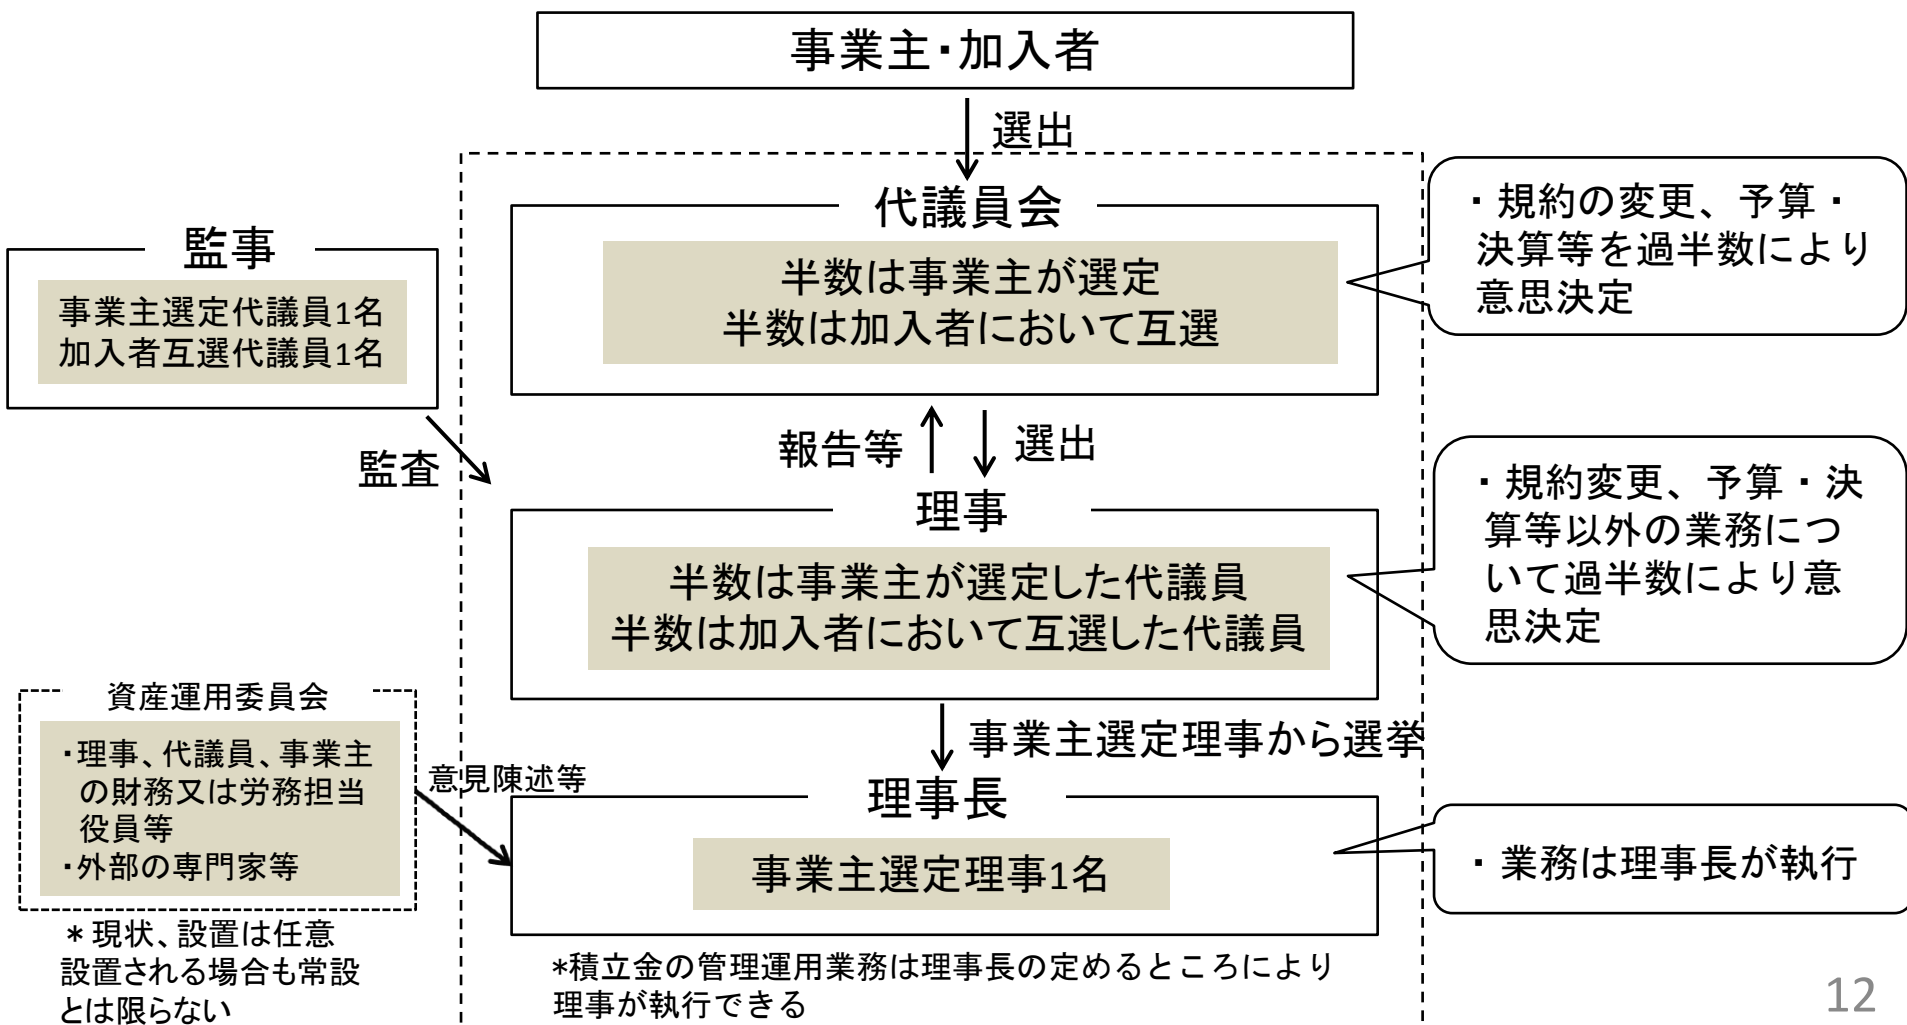 事業主・加入者
選出
代議員会
半数は事業主が選定
半数は加入者において互選
・規約の変更、予算・
決算等を過半数により
意思決定
監事
事業主選定代議員1名
加入者互選代議員1名
監査
報告等
選出
理事
半数は事業主が選定した代議員
半数は加入者において互選した代議員
・規約変更、予算・決
算等以外の業務につ
いて過半数により意
思決定
資産運用委員会
・理事、代議員、事業主
の財務又は労務担当
役員等
・外部の専門家等
＊現状、設置は任意
設置される場合も常設
とは限らない
意見陳述等
事業主選定理事から選挙
理事長
事業主選定理事1名
・業務は理事長が執行
*積立金の管理運用業務は理事長の定めるところにより
理事が執行できる
12